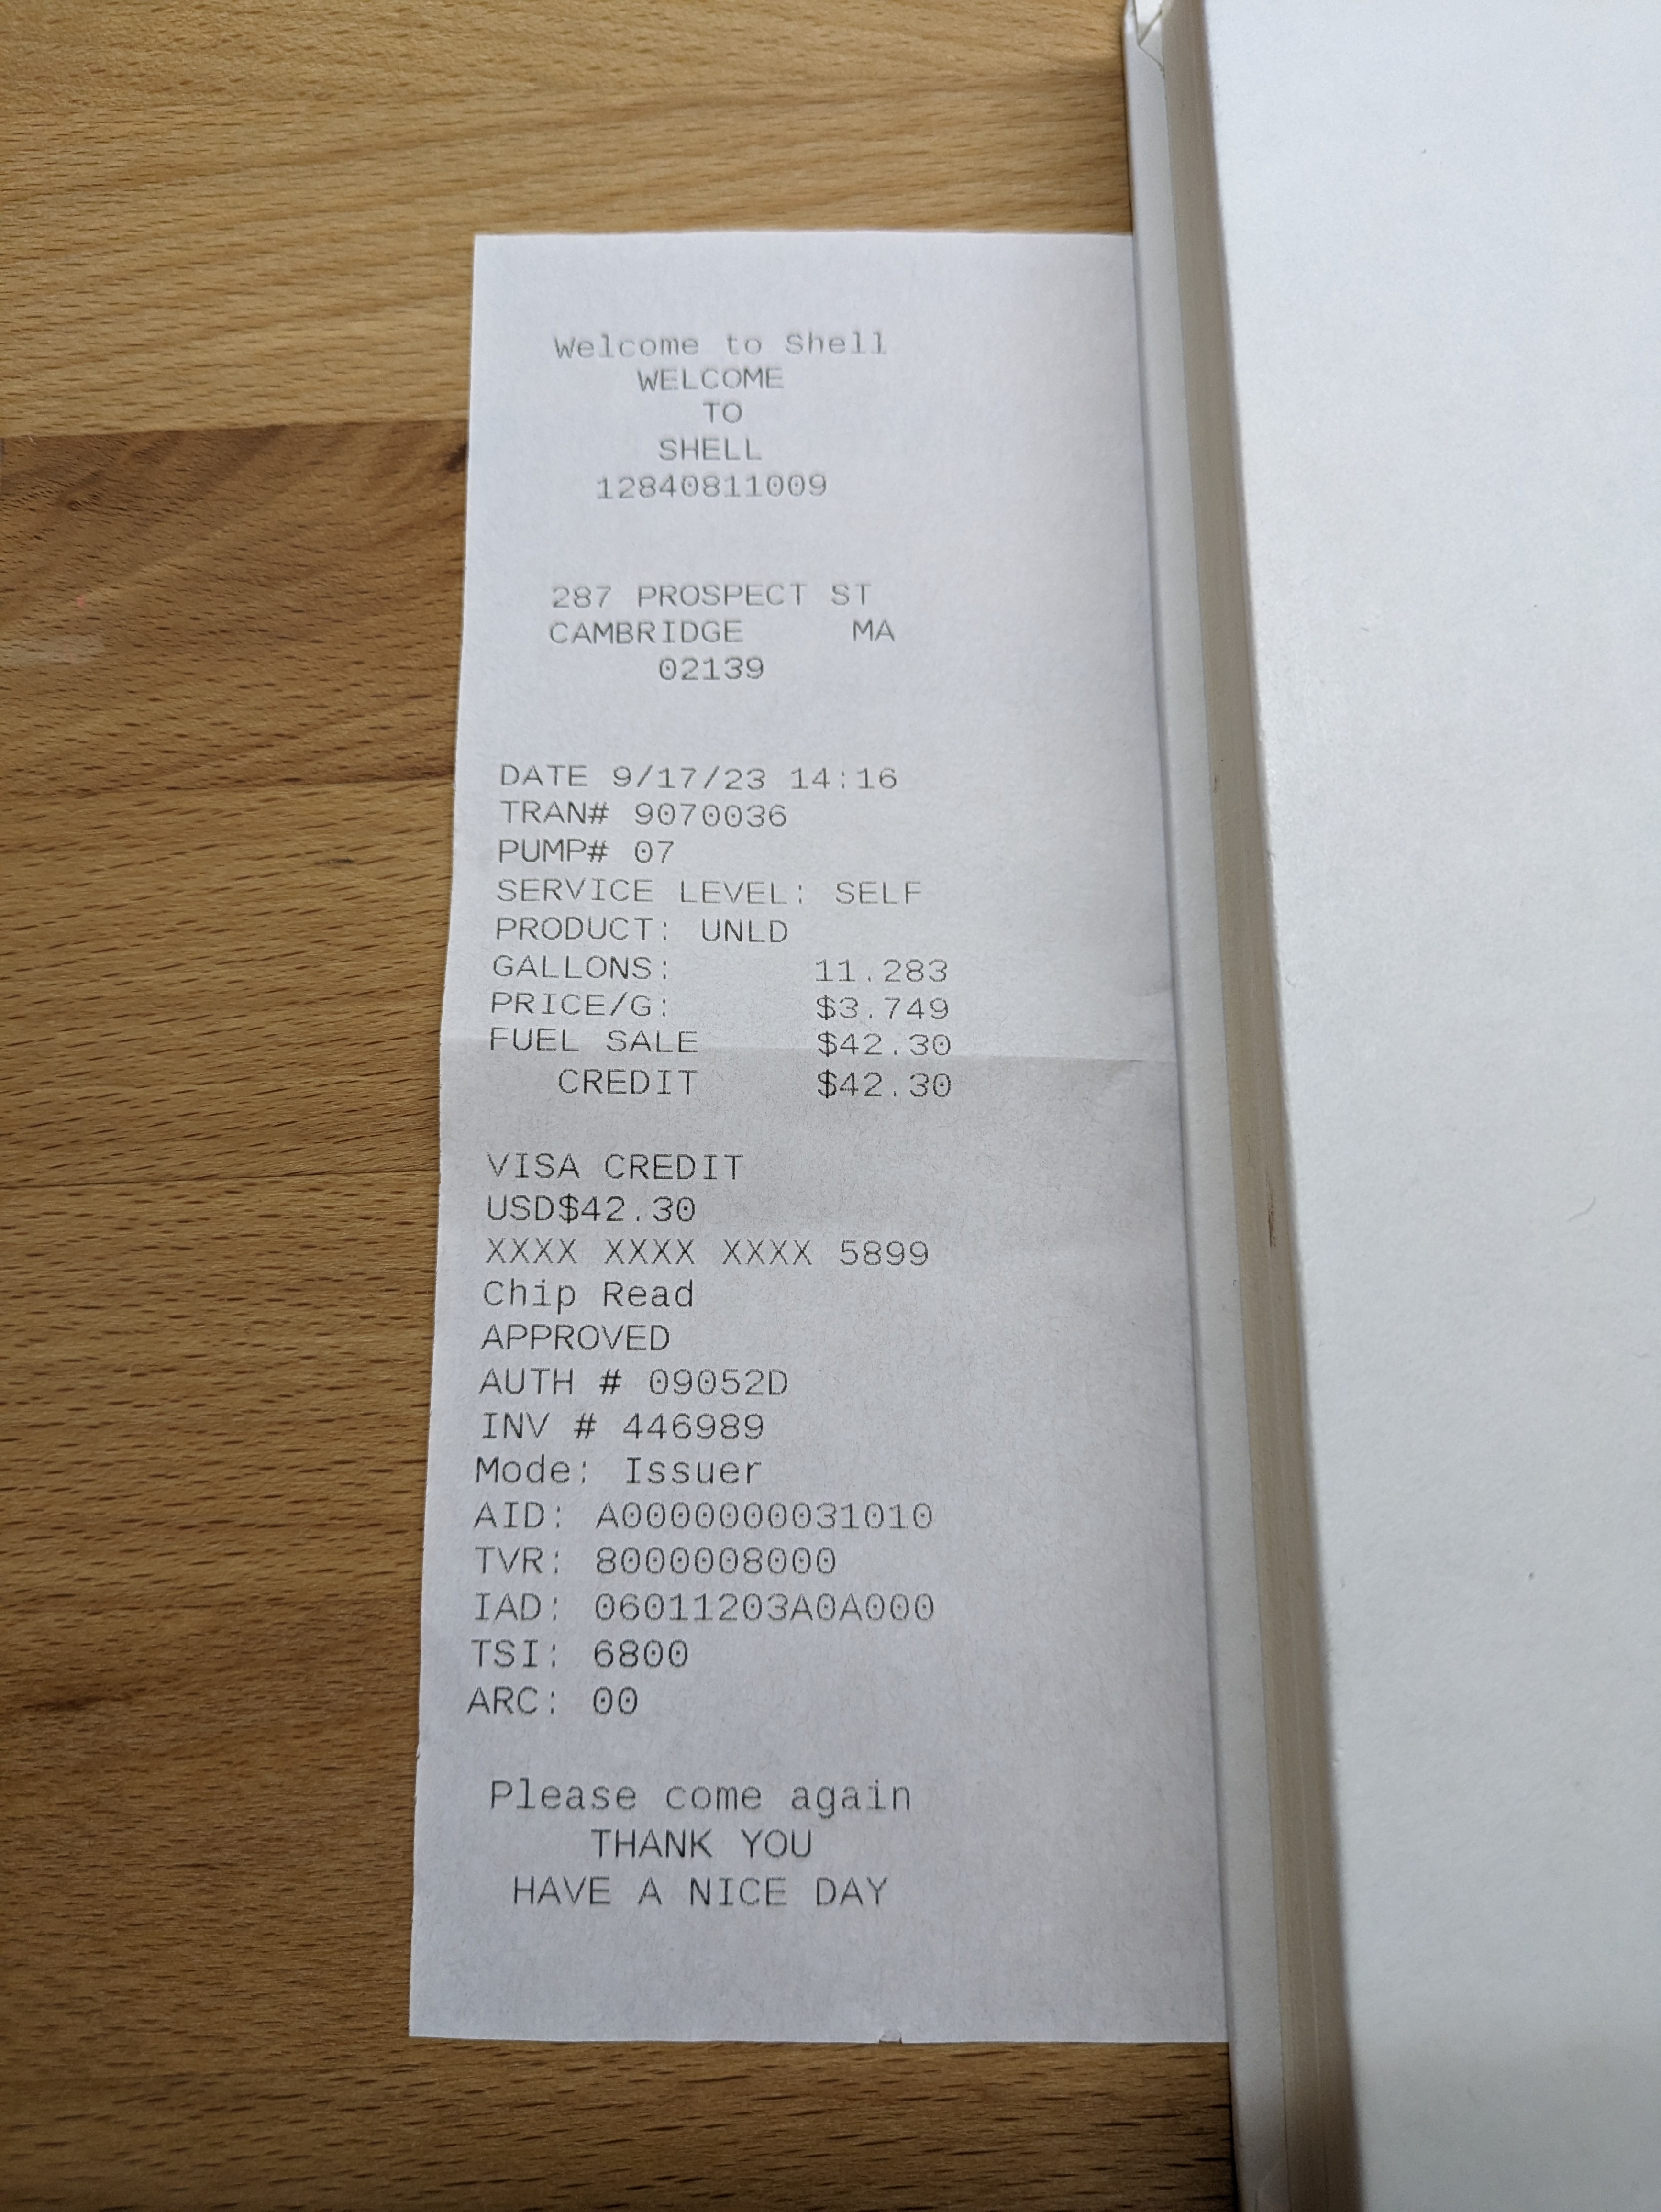 Welcome to Shell
WELCOME
TO
SHELL
12840811009
287 PROSPECT ST
CAMBRIDGE MA
02139
DATE 9/17/23 14:16
TRAN# 9070036
PUMP# 07
SERVICE LEVEL: SELF
PRODUCT: UNLD
GALLONS: 11.283
PRICE/G: $3.749
FUEL SALE $42.30
CREDIT $42.30
VISA CREDIT
USD$42.30
XXXX XXXX XXXX 5899
Chip Read
APPROVED
AUTH # 09052D
INV # 446989
Mode: Issuer
AID: A0000000031010
TVR: 8000008000
IAD: 06011203A0A000
TSI: 6800
ARC: 00
Please come again
THANK YOU
HAVE A NICE DAY